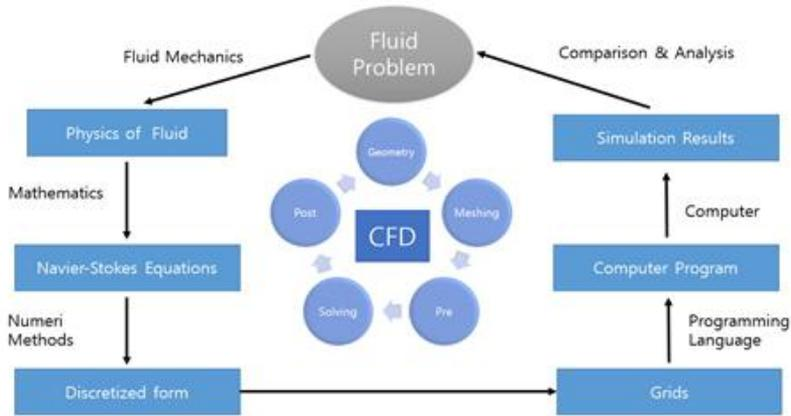 Fluid
Problem
Fluid Mechanics
Comparison & Analysis
Physics of Fluid
Simulation Results
Geometry
Mathematics
Post
Meshing
Computer
CFD
Navier-Stokes Equations
Computer Program
Solving
Pre
Numeri
Methods
Programming
Language
Discretized form
Grids